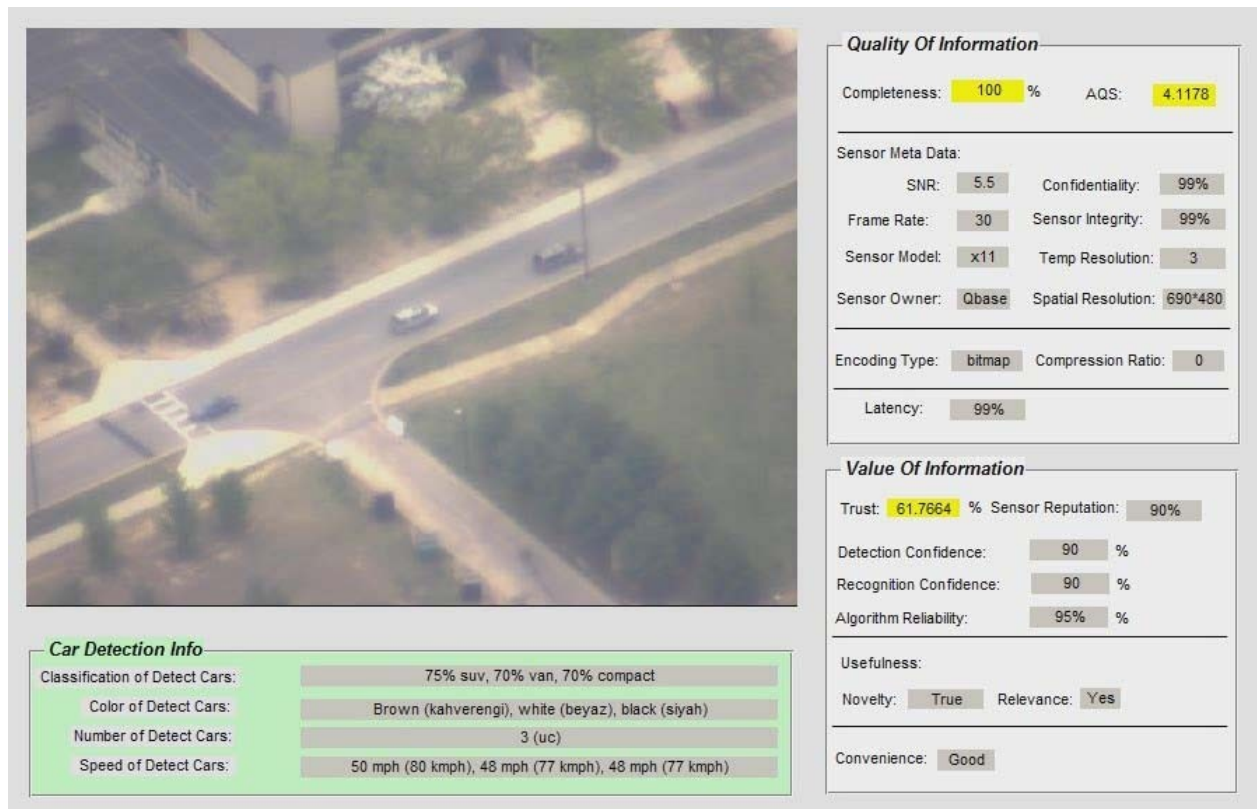 Quality Of Information
Completeness: 100 % AQS: 4.1178
Sensor Meta Data:
SNR: 5.5 Confidentiality: 99%
Frame Rate: 30 Sensor Integrity: 99%
Sensor Model: x11 Temp Resolution: 3
Sensor Owner: Qbase Spatial Resolution: 690*480
Encoding Type: bitmap Compression Ratio: 0
Latency: 99%
Value Of Information
Trust: 61.7664 % Sensor Reputation: 90%
Detection Confidence: 90 %
Recognition Confidence: 90 %
Algorithm Reliability: 95% %
Usefulness:
Novelty: True Relevance: Yes
Convenience: Good
Car Detection Info
Classification of Detect Cars: 75% suv, 70% van, 70% compact
Color of Detect Cars: Brown (kahverengi), white (beyaz), black (siyah)
Number of Detect Cars: 3 (uc)
Speed of Detect Cars: 50 mph (80 kmph), 48 mph (77 kmph), 48 mph (77 kmph)